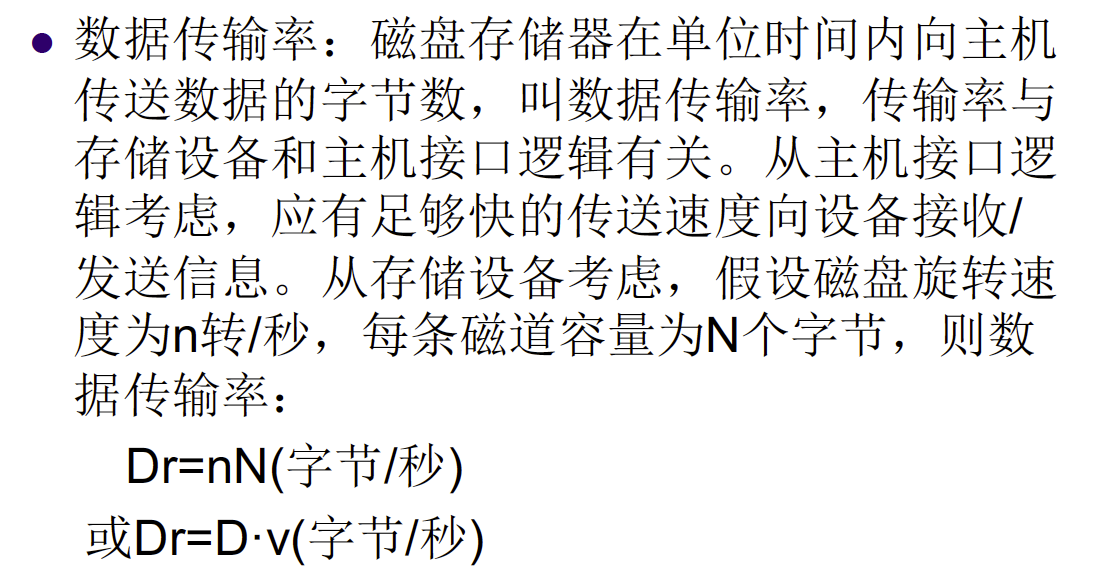 ● 数据传输率：磁盘存储器在单位时间内向主机
传送数据的字节数，叫数据传输率，传输率与
存储设备和主机接口逻辑有关。从主机接口逻
辑考虑，应有足够快的传送速度向设备接收/
发送信息。从存储设备考虑，假设磁盘旋转速
度为n转/秒，每条磁道容量为N个字节，则数
据传输率：
Dr=nN(字节/秒)
或Dr=D·v(字节/秒)